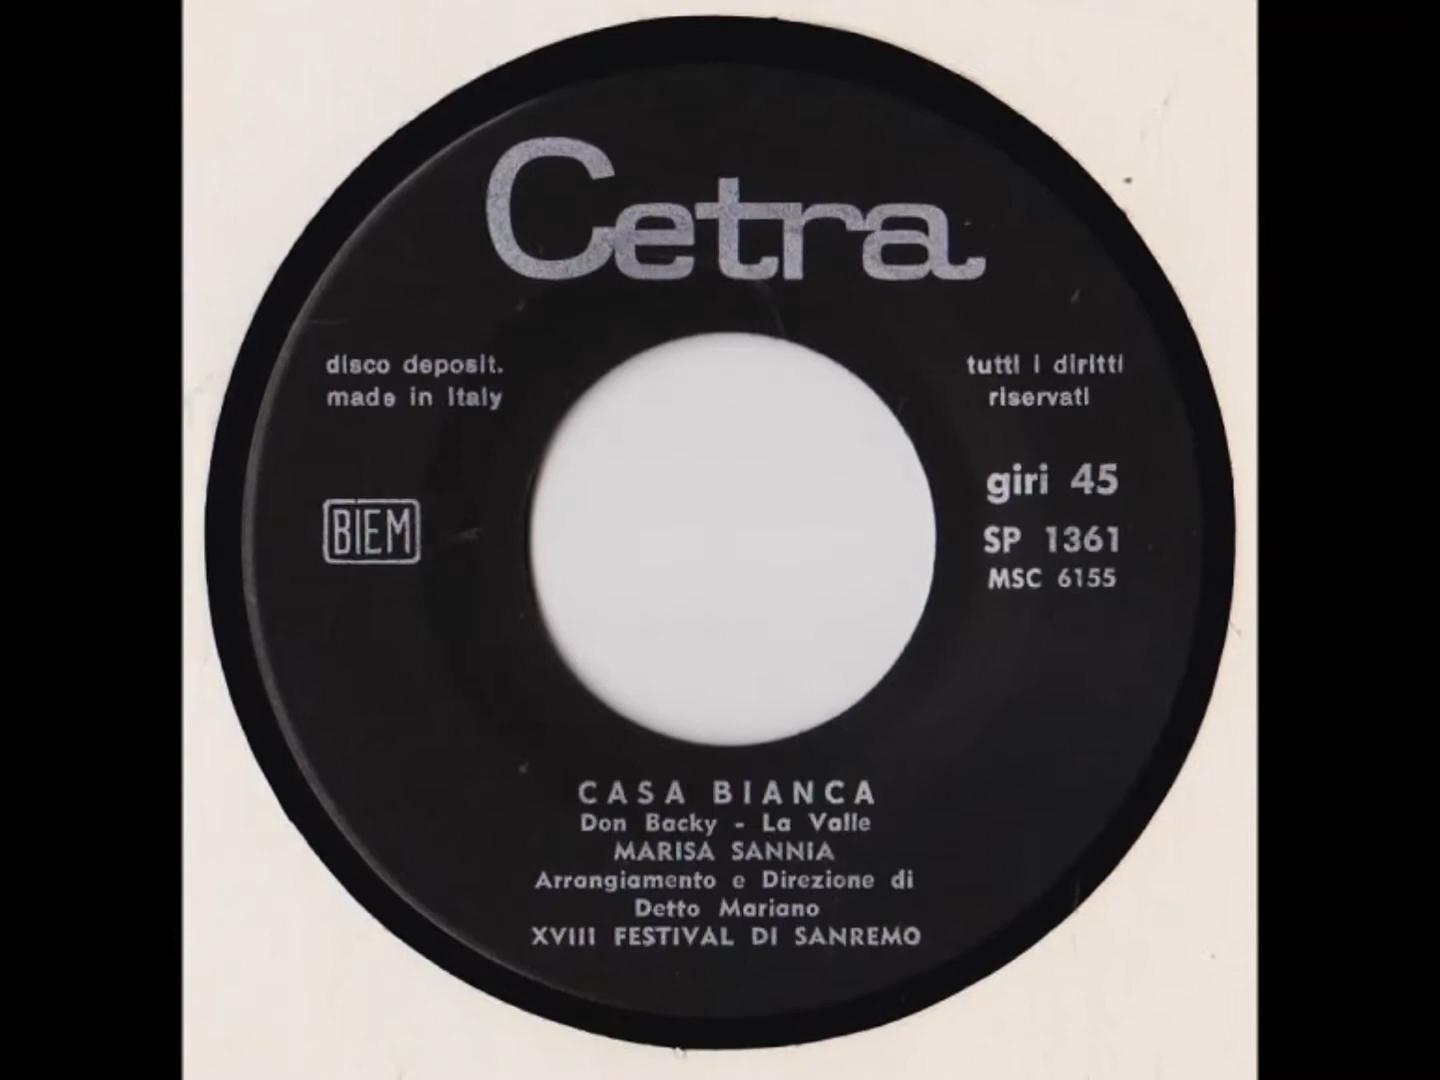 Cetra
disco deposit.
made in Italy
tutti i diritti
riservati
BIEM
giri 45
SP 1361
MSC 6155
CASA BIANCA
Don Backy - La Valle
MARISA SANNIA
Arrangiamento e Direzione di
Detto Mariano
XVIII FESTIVAL DI SANREMO